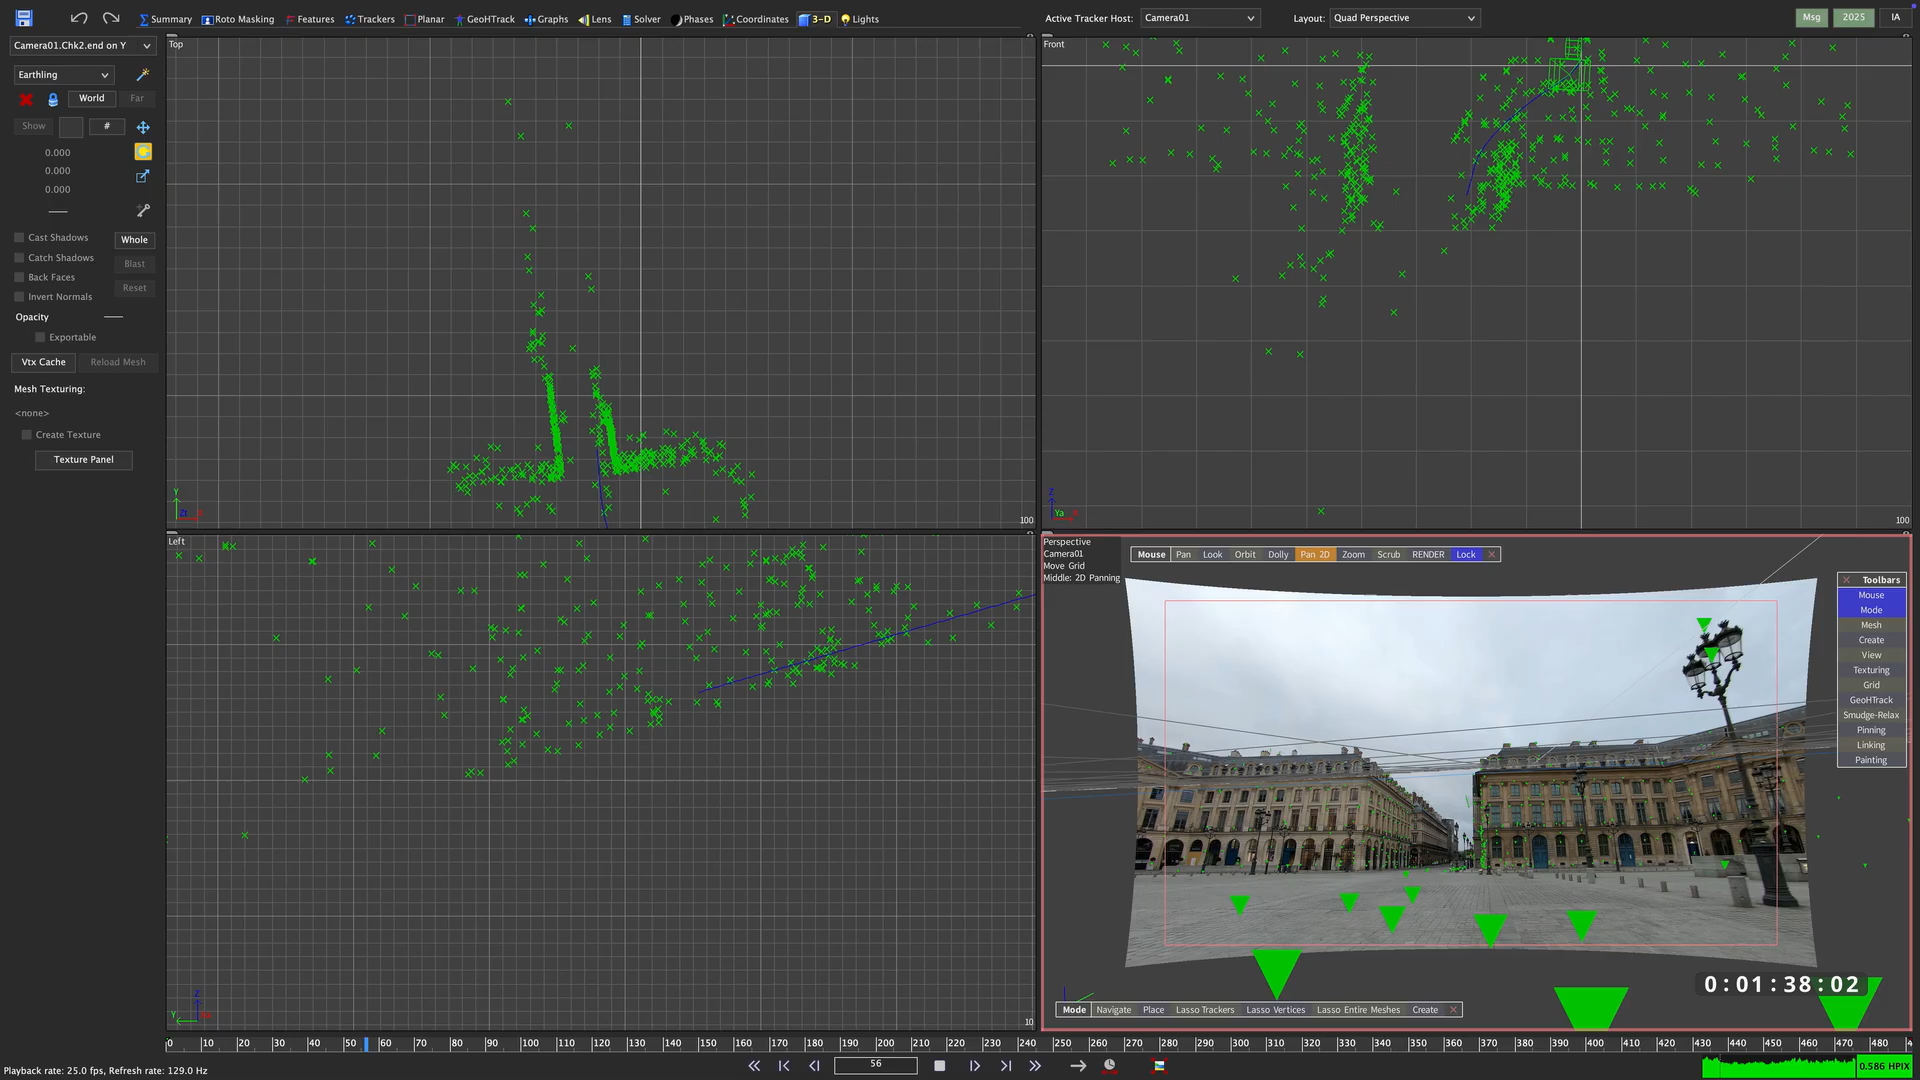 Summary Roto Masking Features Trackers Planar GeoHTrack Graphs Lens Solver Phases Coordinates 3-D Lights
Active Tracker Host: Camera01 Layout: Quad Perspective Msg 2025 IA
Camera01.Chk2.end on Y
Earthling
World Far
Show #
0.000
0.000
0.000
Cast Shadows Whole
Catch Shadows Blast
Back Faces
Reset
Invert Normals
Opacity
Exportable
Vtx Cache Reload Mesh
Mesh Texturing:
<none>
Create Texture
Texture Panel
Top
Y
X
100
Front
Z
Ya X
100
Left
Z
Y
10
Perspective
Camera01
Move Grid
Middle: 2D Panning
Mouse Pan Look Orbit Dolly Pan 2D Zoom Scrub RENDER Lock
Toolbars
Mouse
Mode
Mesh
Create
View
Texturing
Grid
GeoHTrack
Smudge-Relax
Pinning
Linking
Painting
0:01:38:02
Mode Navigate Place Lasso Trackers Lasso Vertices Lasso Entire Meshes Create
0 10 20 30 40 50 60 70 80 90 100 110 120 130 140 150 160 170 180 190 200 210 220 230 240 250 260 270 280 290 300 310 320 330 340 350 360 370 380 390 400 410 420 430 440 450 460 470 480
56
Playback rate: 25.0 fps, Refresh rate: 129.0 Hz
0.586 HPIX